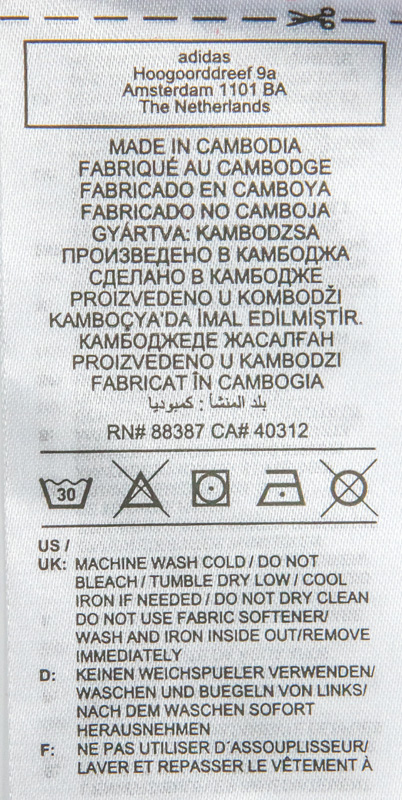 adidas
Hoogoorddreef 9a
Amsterdam 1101 BA
The Netherlands
MADE IN CAMBODIA
FABRIQUÉ AU CAMBODGE
FABRICADO EN CAMBOYA
FABRICADO NO CAMBOJA
GYÁRTVA: KAMBODZSA
ПРОИЗВЕДЕНО В КАМБОДЖА
СДЕЛАНО В КАМБОДЖЕ
PROIZVEDENO U KOMBODŽI
KAMBOÇYA'DA İMAL EDİLMİŞTİR.
КАМБОДЖЕДЕ ЖАСАЛҒАН
PROIZVEDENO U KAMBODZI
FABRICAT ÎN CAMBOGIA
بلد المنشأ : كمبوديا
RN# 88387 CA# 40312
30
US /
UK: MACHINE WASH COLD / DO NOT
BLEACH / TUMBLE DRY LOW / COOL
IRON IF NEEDED / DO NOT DRY CLEAN
DO NOT USE FABRIC SOFTENER/
WASH AND IRON INSIDE OUT/REMOVE
IMMEDIATELY
D: KEINEN WEICHSPUELER VERWENDEN/
WASCHEN UND BUEGELN VON LINKS/
NACH DEM WASCHEN SOFORT
HERAUSNEHMEN
F: NE PAS UTILISER D´ASSOUPLISSEUR/
LAVER ET REPASSER LE VÊTEMENT À